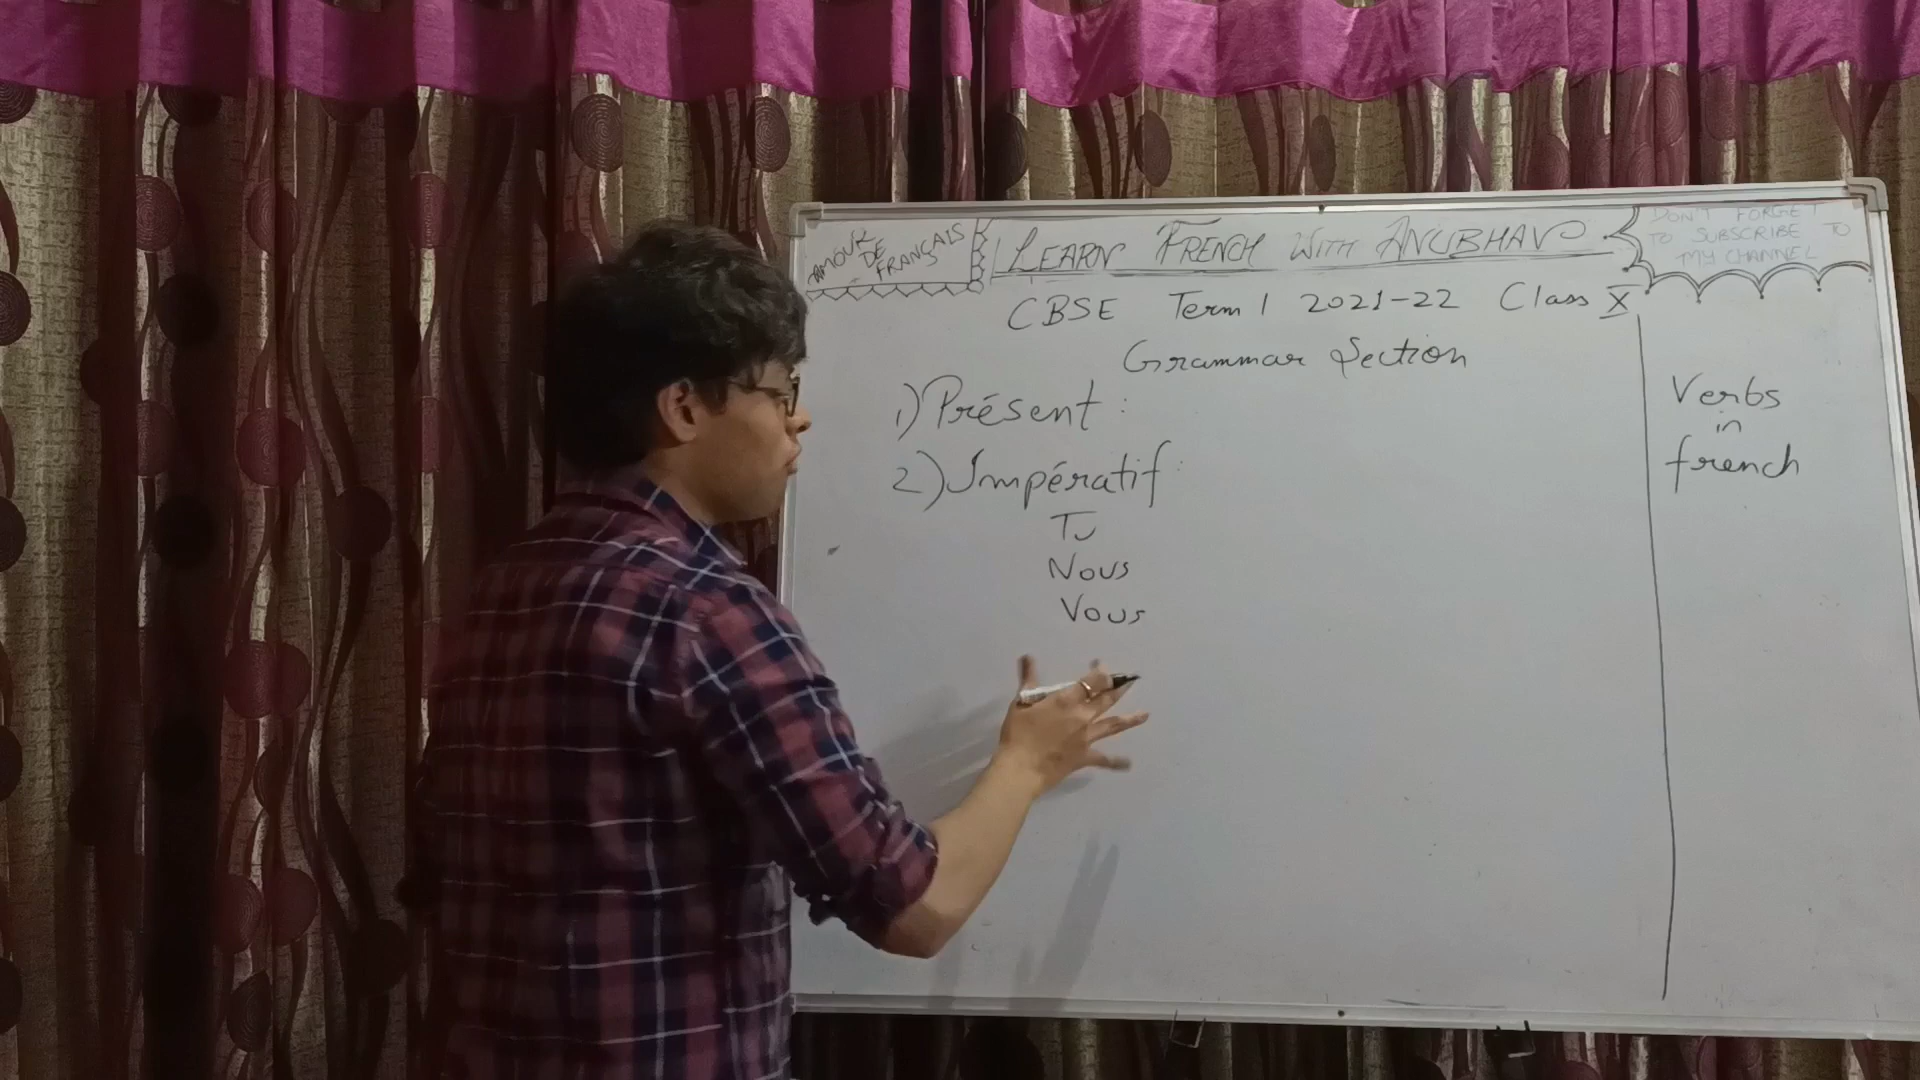 AMOUR
DE
FRANÇAIS
LEARN FRENCH WITH ANUBHAV
DON'T FORGET
TO SUBSCRIBE TO
MY CHANNEL
CBSE Term 1 2021-22 Class X
Grammar Section
1) Présent :
2) Impératif :
TU
Nous
Vous
Verbs
in
french